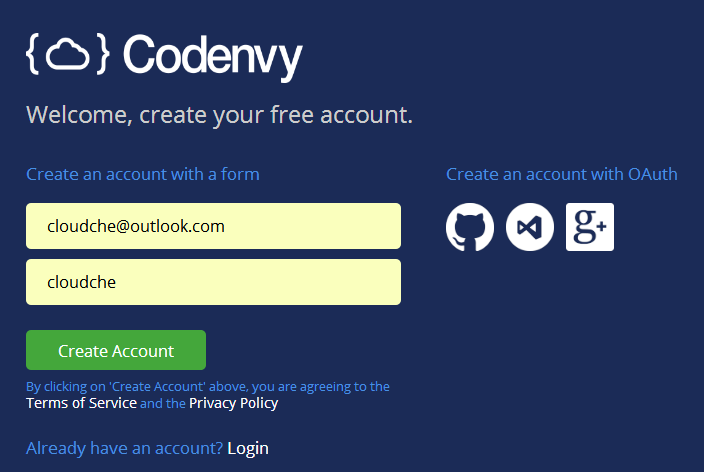 { } Codenvy
Welcome, create your free account.
Create an account with a form
Create an account with OAuth
cloudche@outlook.com
g+
cloudche
Create Account
By clicking on 'Create Account' above, you are agreeing to the
Terms of Service and the Privacy Policy
Already have an account? Login